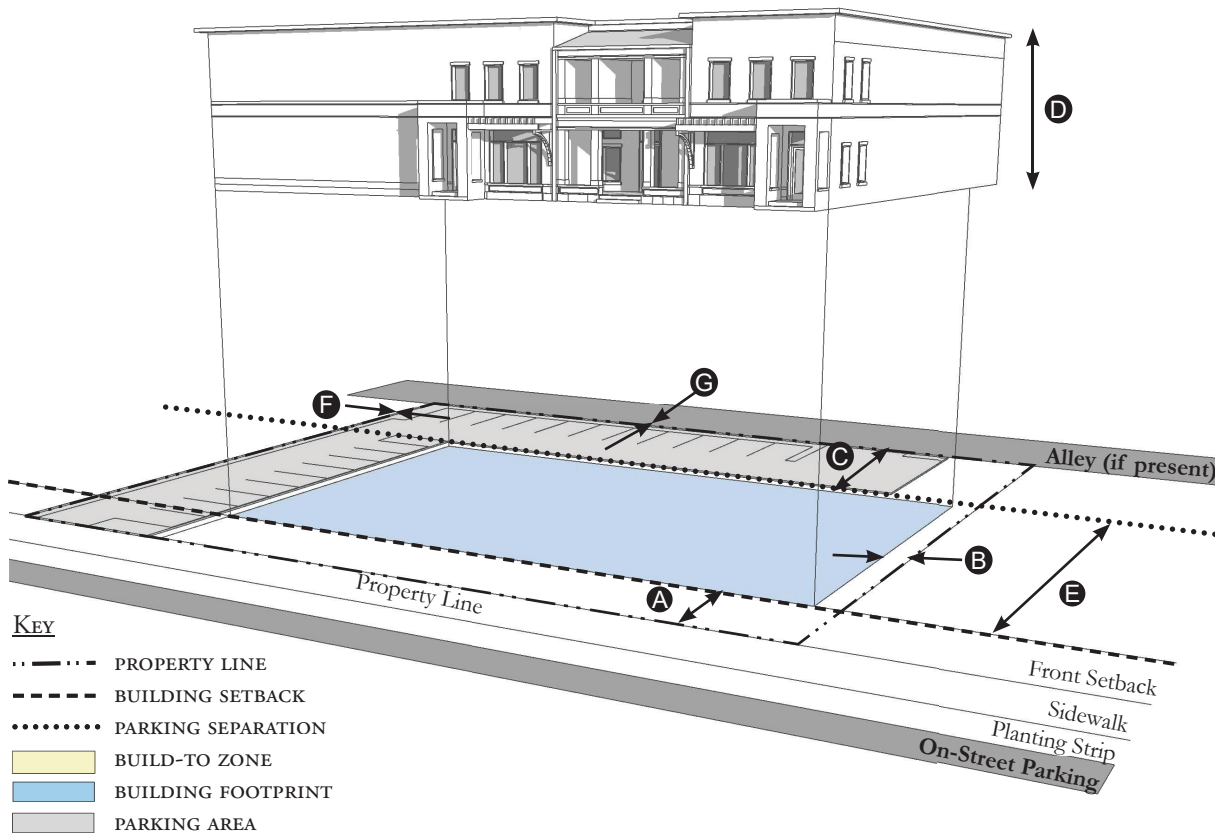 D
G
F
C
Alley (if present)
B
A
E
Property Line
KEY
PROPERTY LINE
BUILDING SETBACK
PARKING SEPARATION
BUILD-TO ZONE
BUILDING FOOTPRINT
PARKING AREA
Front Setback
Sidewalk
Planting Strip
On-Street Parking